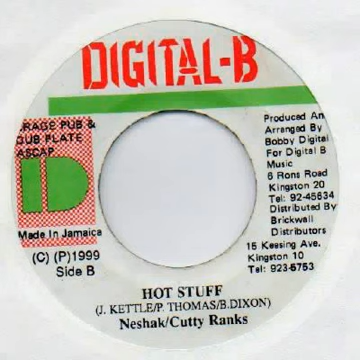 DIGITAL-B
RAGE PUB &
DUB PLATE
ASCAP
Made In Jamaica
(C) (P)1999
Side B
Produced An
Arranged By
Bobby Digital
For Digital B
Music
6 Rons Road
Kingston 20
Tel: 92-45634
Distributed By
Brickwall
Distributors
15 Keesing Ave.
Kingston 10
Tel: 923-5753
HOT STUFF
(J. KETTLE/P. THOMAS/B.DIXON)
Neshak/Cutty Ranks